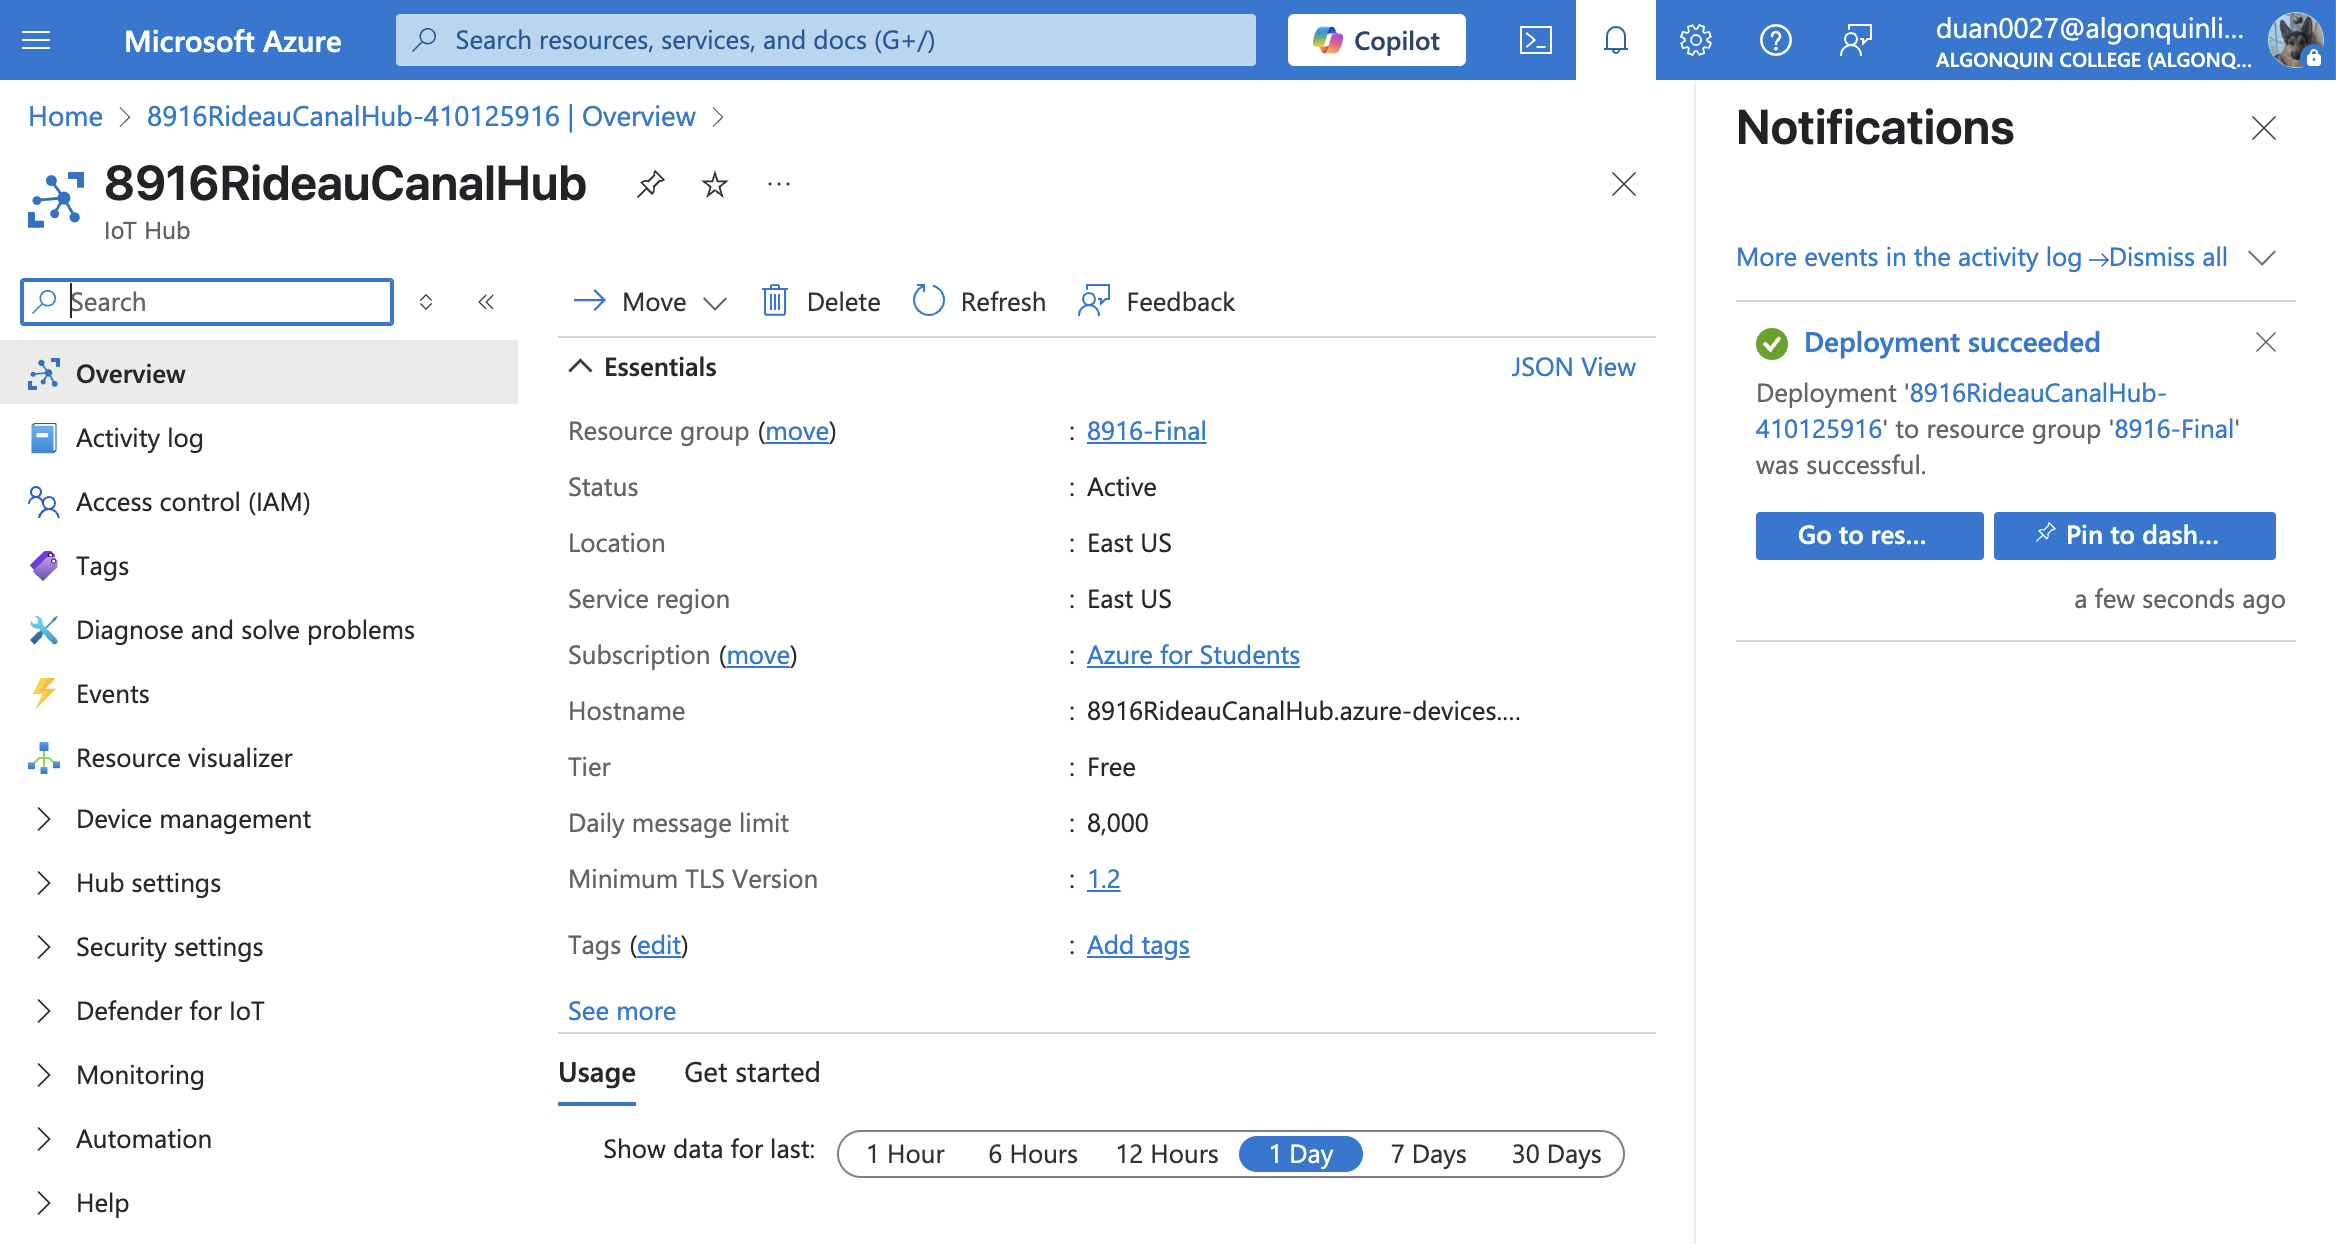 Microsoft Azure
Search resources, services, and docs (G+/)
Copilot
duan0027@algonquinli...
ALGONQUIN COLLEGE (ALGONQ...
Home > 8916RideauCanalHub-410125916 | Overview >
8916RideauCanalHub
IoT Hub
Search
Overview
Activity log
Access control (IAM)
Tags
Diagnose and solve problems
Events
Resource visualizer
Device management
Hub settings
Security settings
Defender for IoT
Monitoring
Automation
Help
Move Delete Refresh Feedback
Essentials JSON View
Resource group (move) : 8916-Final
Status : Active
Location : East US
Service region : East US
Subscription (move) : Azure for Students
Hostname : 8916RideauCanalHub.azure-devices....
Tier : Free
Daily message limit : 8,000
Minimum TLS Version : 1.2
Tags (edit) : Add tags
See more
Usage Get started
Show data for last: 1 Hour 6 Hours 12 Hours 1 Day 7 Days 30 Days
Notifications
More events in the activity log → Dismiss all
Deployment succeeded
Deployment '8916RideauCanalHub-
410125916' to resource group '8916-Final'
was successful.
Go to res... Pin to dash...
a few seconds ago